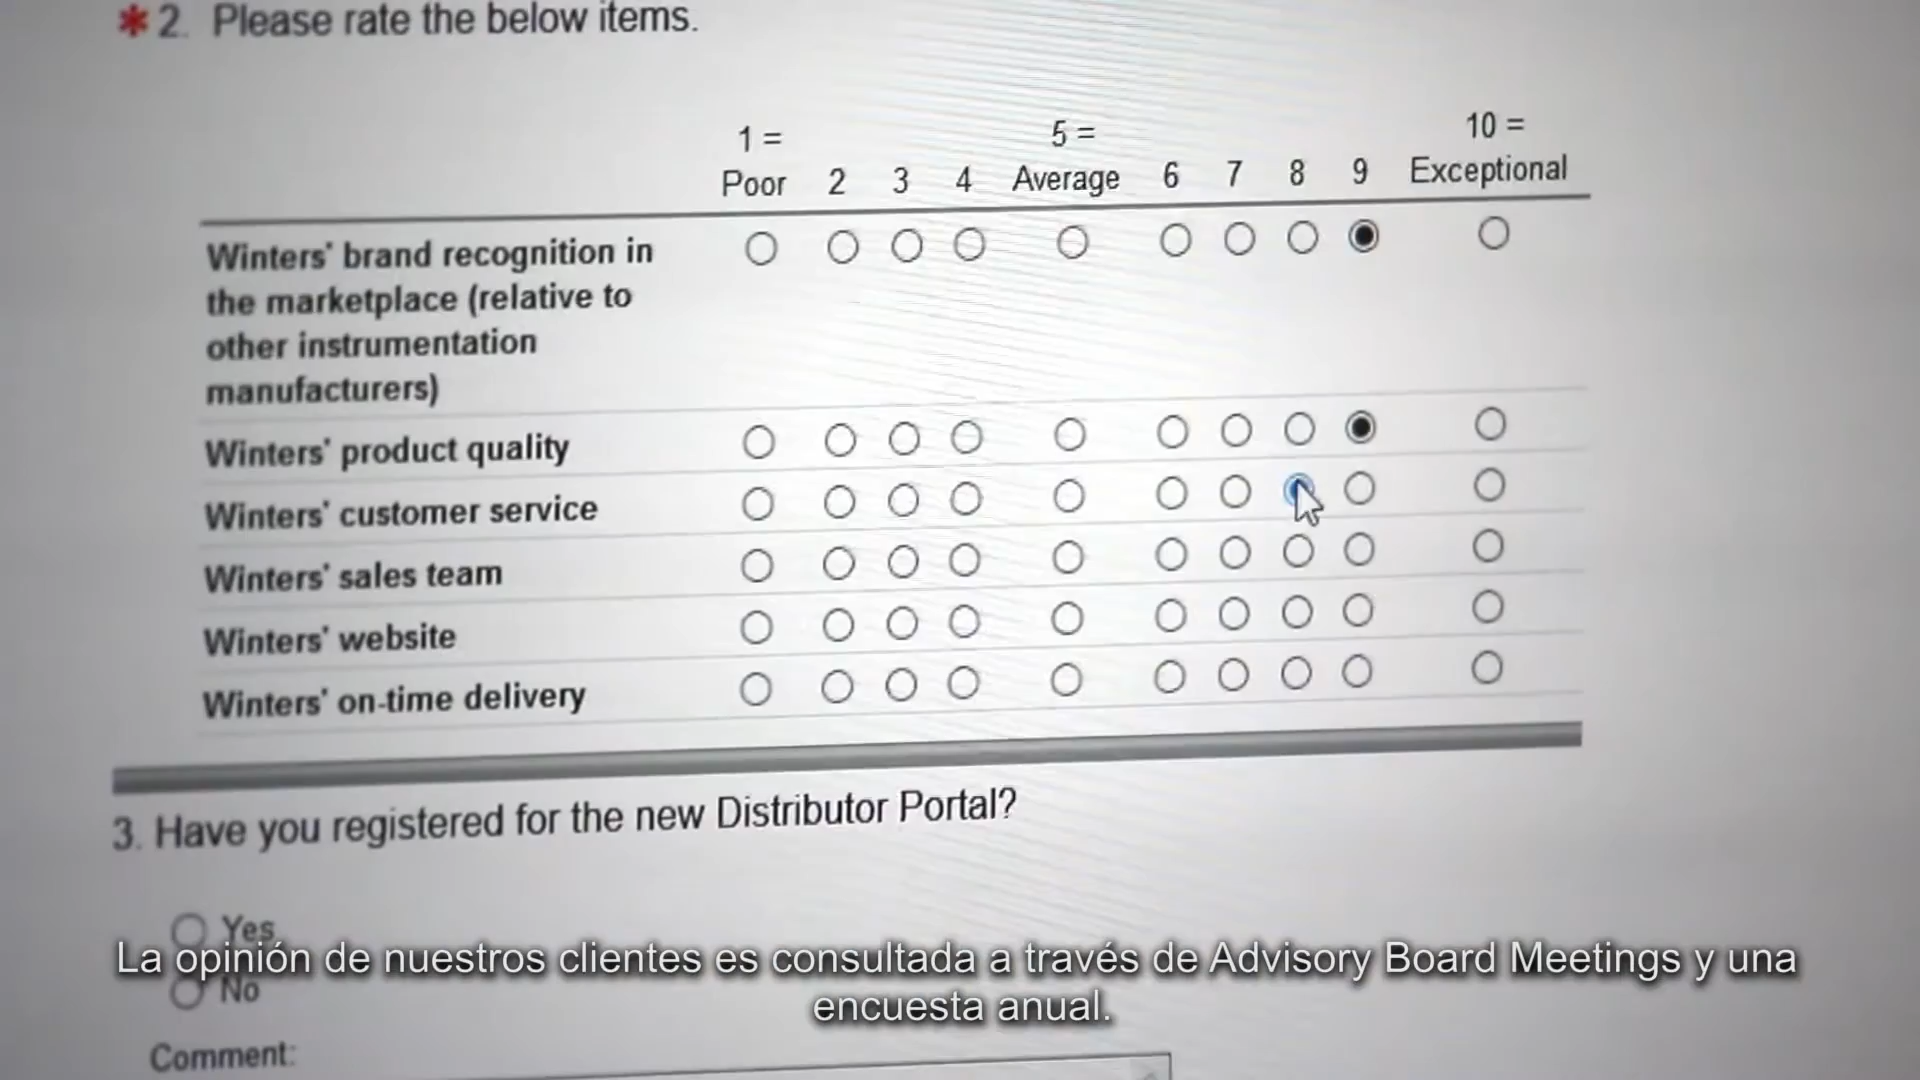 * 2. Please rate the below items.
1 = 5 = 10 =
Poor 2 3 4 Average 6 7 8 9 Exceptional
Winters' brand recognition in
the marketplace (relative to
other instrumentation
manufacturers)
Winters' product quality
Winters' customer service
Winters' sales team
Winters' website
Winters' on-time delivery
3. Have you registered for the new Distributor Portal?
Yes
No
La opinión de nuestros clientes es consultada a través de Advisory Board Meetings y una
encuesta anual.
Comment: